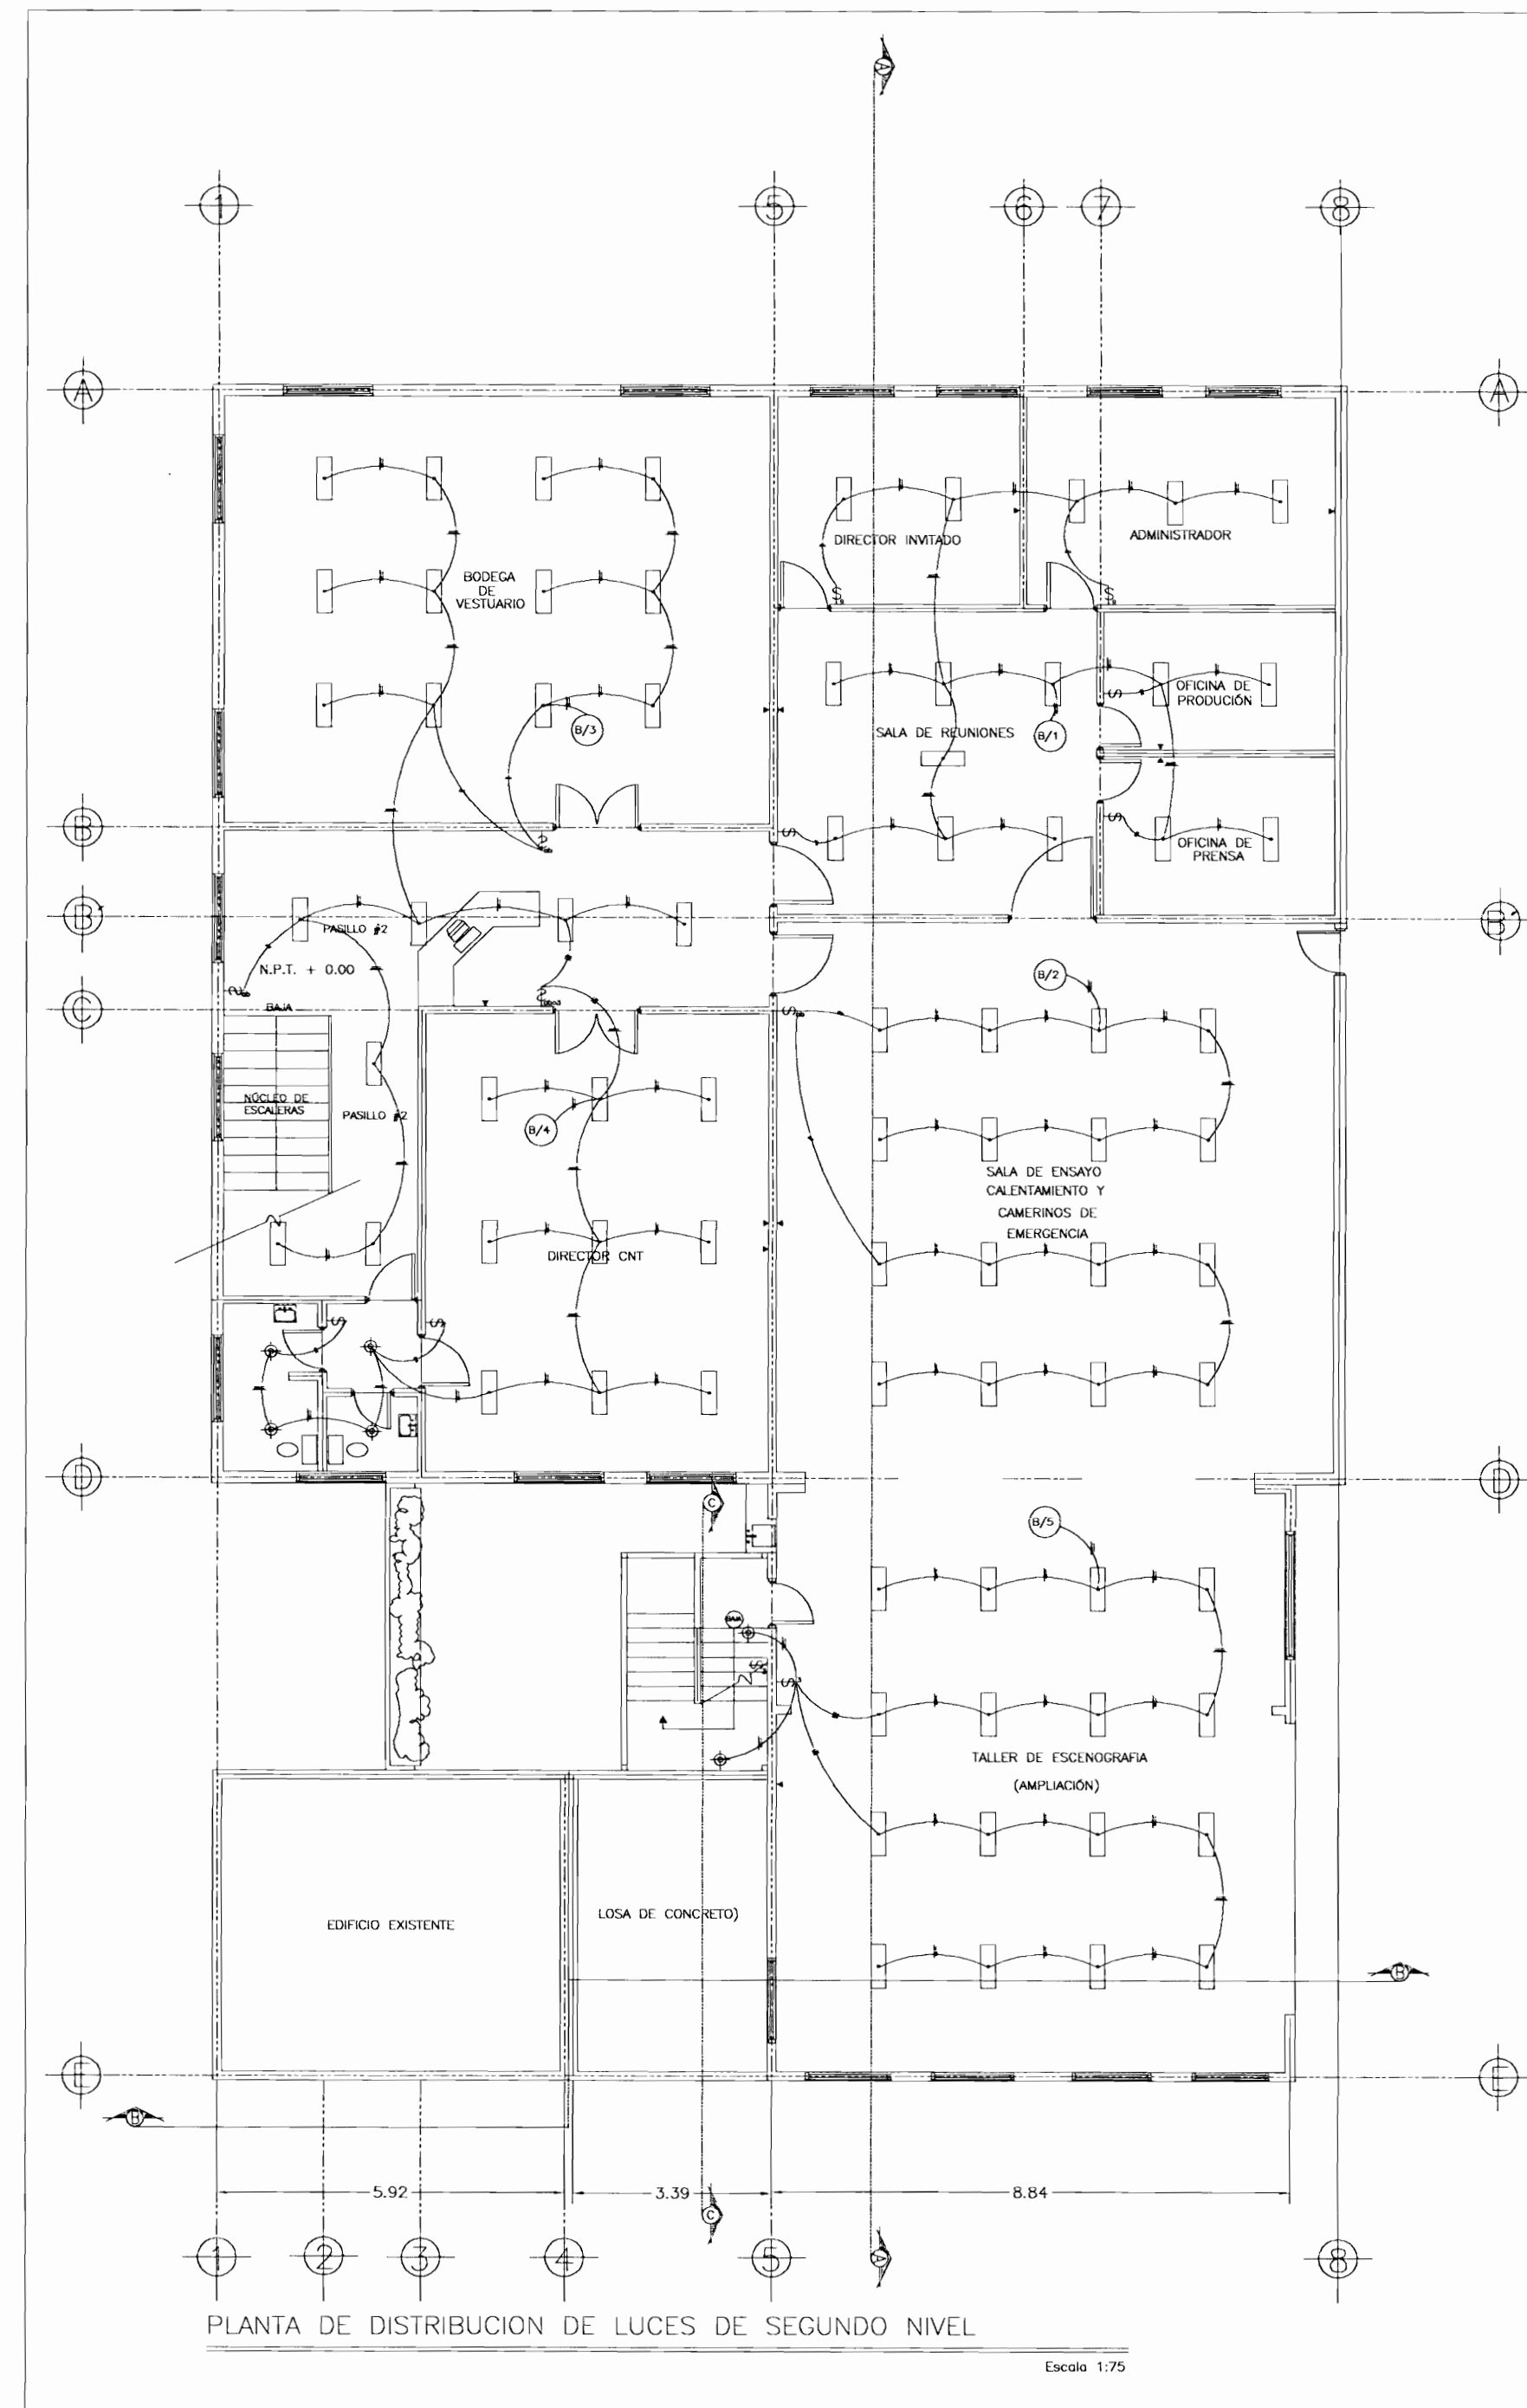 A
1
5
6
7
8
A
A
DIRECTOR INVITADO
ADMINISTRADOR
BODEGA
DE
VESTUARIO
OFICINA DE
PRODUCIÓN
B/3
SALA DE REUNIONES
B/1
B
OFICINA DE
PRENSA
B´
PASILLO #2
B´
N.P.T. + 0.00
B/2
BAJA
C
NÚCLEO DE
ESCALERAS
PASILLO #2
B/4
SALA DE ENSAYO
CALENTAMIENTO Y
CAMERINOS DE
EMERGENCIA
DIRECTOR CNT
D
D
C
B/5
BAJA
TALLER DE ESCENOGRAFIA
(AMPLIACIÓN)
EDIFICIO EXISTENTE
LOSA DE CONCRETO)
B
E
E
B
5.92
3.39
8.84
C
1
2
3
4
5
A
8
PLANTA DE DISTRIBUCION DE LUCES DE SEGUNDO NIVEL
Escala 1:75